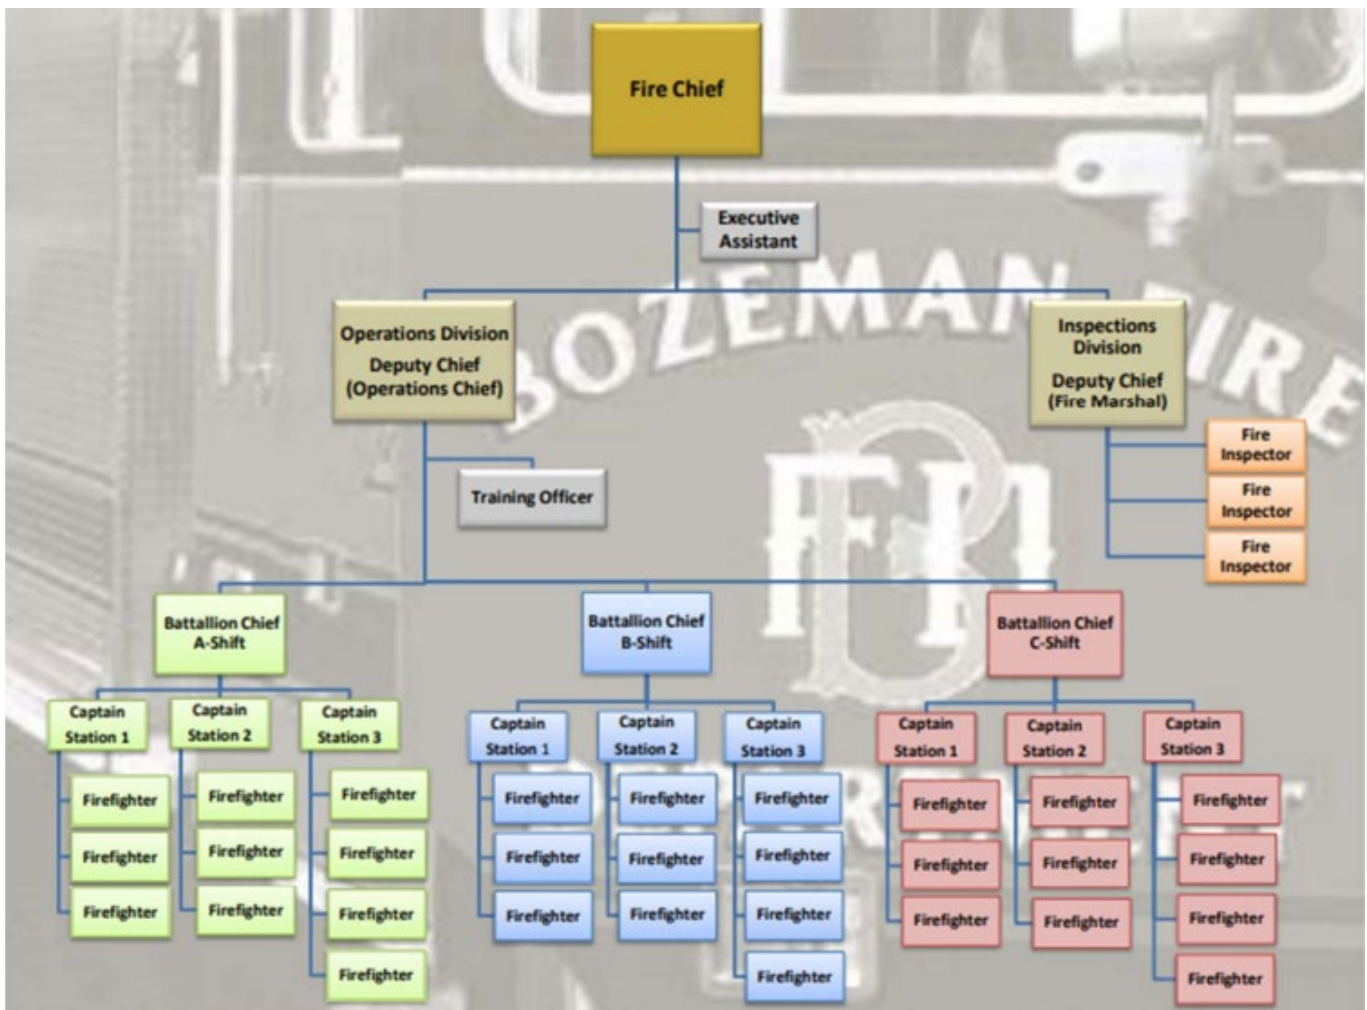 Fire Chief
Executive
Assistant
BOZEMAN FIRE
Operations Division
Deputy Chief
(Operations Chief)
Inspections
Division
Deputy Chief
(Fire Marshal)
Fire
Inspector
Fire
Inspector
Fire
Inspector
Training Officer
Battallion Chief
A-Shift
Battallion Chief
B-Shift
Battallion Chief
C-Shift
Captain
Station 1
Firefighter
Firefighter
Firefighter
Captain
Station 2
Firefighter
Firefighter
Firefighter
Captain
Station 3
Firefighter
Firefighter
Firefighter
Firefighter
Captain
Station 1
Firefighter
Firefighter
Firefighter
Captain
Station 2
Firefighter
Firefighter
Firefighter
Captain
Station 3
Firefighter
Firefighter
Firefighter
Firefighter
Captain
Station 1
Firefighter
Firefighter
Firefighter
Captain
Station 2
Firefighter
Firefighter
Firefighter
Captain
Station 3
Firefighter
Firefighter
Firefighter
Firefighter